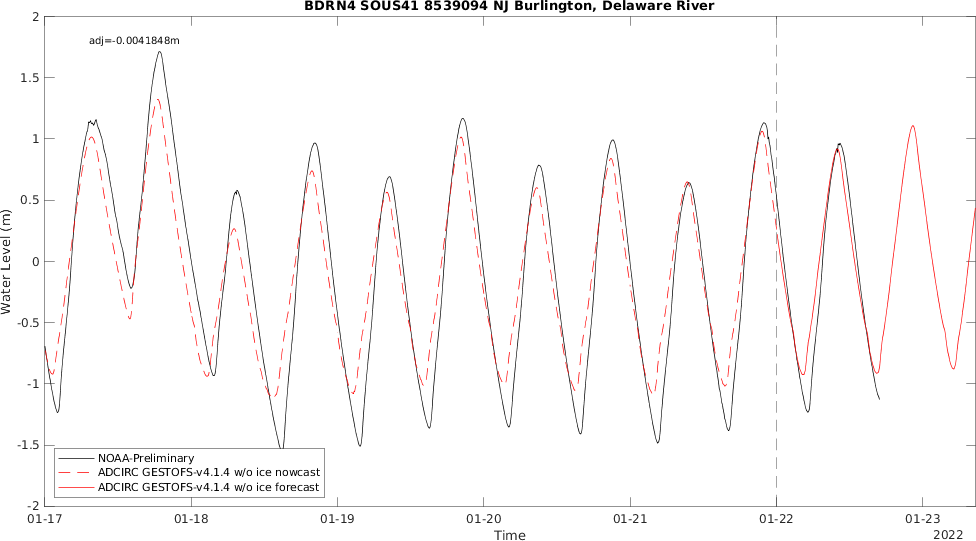 BDRN4 SOUS41 8539094 NJ Burlington, Delaware River
adj=-0.0041848m
2
1.5
1
0.5
0
-0.5
-1
-1.5
-2
Water Level (m)
NOAA-Preliminary
ADCIRC GESTOFS-v4.1.4 w/o ice nowcast
ADCIRC GESTOFS-v4.1.4 w/o ice forecast
01-17 01-18 01-19 01-20 01-21 01-22 01-23
Time
2022